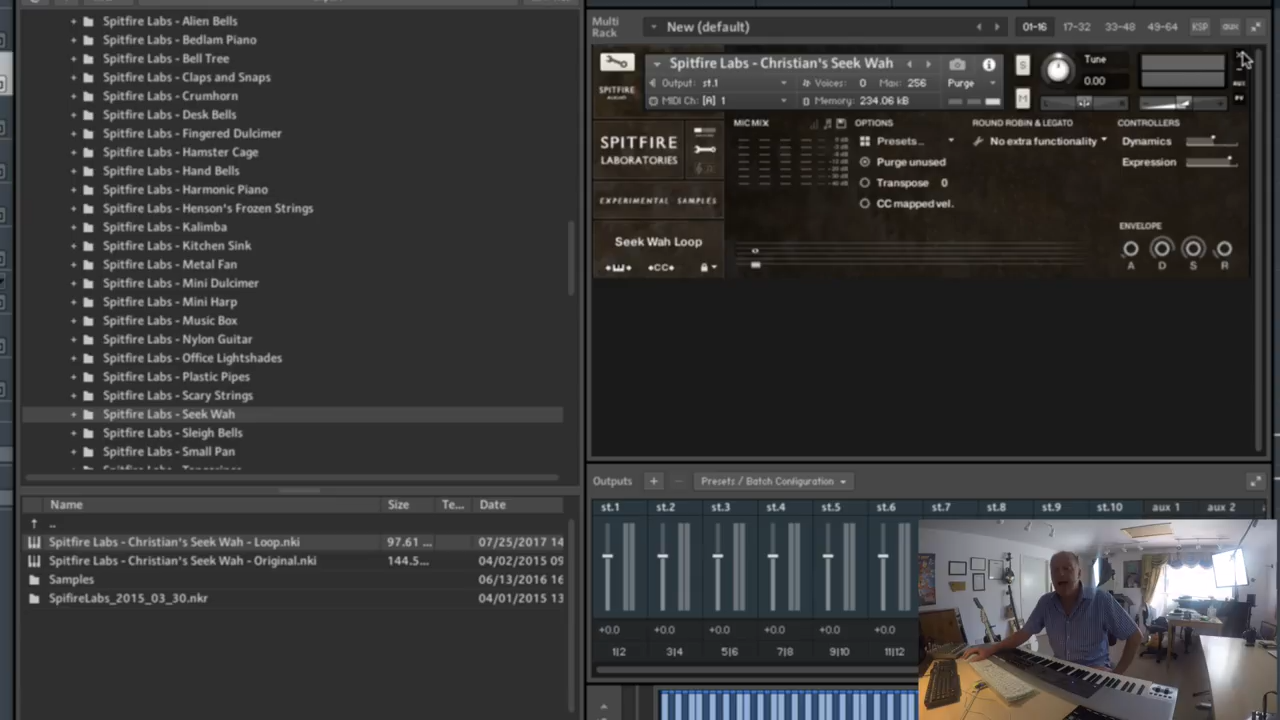 Spitfire Labs - Alien Bells
Spitfire Labs - Bedlam Piano
Spitfire Labs - Bell Tree
Spitfire Labs - Claps and Snaps
Spitfire Labs - Crumhorn
Spitfire Labs - Desk Bells
Spitfire Labs - Fingered Dulcimer
Spitfire Labs - Hamster Cage
Spitfire Labs - Hand Bells
Spitfire Labs - Harmonic Piano
Spitfire Labs - Henson's Frozen Strings
Spitfire Labs - Kalimba
Spitfire Labs - Kitchen Sink
Spitfire Labs - Metal Fan
Spitfire Labs - Mini Dulcimer
Spitfire Labs - Mini Harp
Spitfire Labs - Music Box
Spitfire Labs - Nylon Guitar
Spitfire Labs - Office Lightshades
Spitfire Labs - Plastic Pipes
Spitfire Labs - Scary Strings
Spitfire Labs - Seek Wah
Spitfire Labs - Sleigh Bells
Spitfire Labs - Small Pan
Name Size Te... Date
..
Spitfire Labs - Christian's Seek Wah - Loop.nki 97.61 ... 07/25/2017 14
Spitfire Labs - Christian's Seek Wah - Original.nki 144.5... 04/02/2015 09
Samples 06/13/2016 16
SpifireLabs_2015_03_30.nkr 04/01/2015 13
Multi Rack New (default) 01-16 17-32 33-48 49-64 KSP aux
Spitfire Labs - Christian's Seek Wah
SPITFIRE AUDIO
Output: st.1 Voices: 0 Max: 256 Purge
MIDI Ch: [A] 1 Memory: 234.06 kB
S
M
Tune
0.00
L R
AUX
PV
SPITFIRE
LABORATORIES
EXPERIMENTAL SAMPLES
Seek Wah Loop
CC
MIC MIX OPTIONS ROUND ROBIN & LEGATO CONTROLLERS
Presets... No extra functionality Dynamics
Purge unused Expression
Transpose 0
CC mapped vel.
ENVELOPE
A D S R
Outputs + - Presets / Batch Configuration
st.1 st.2 st.3 st.4 st.5 st.6 st.7 st.8 st.9 st.10 aux 1 aux 2
+0.0 +0.0 +0.0 +0.0 +0.0 +0.0
1|2 3|4 5|6 7|8 9|10 11|12